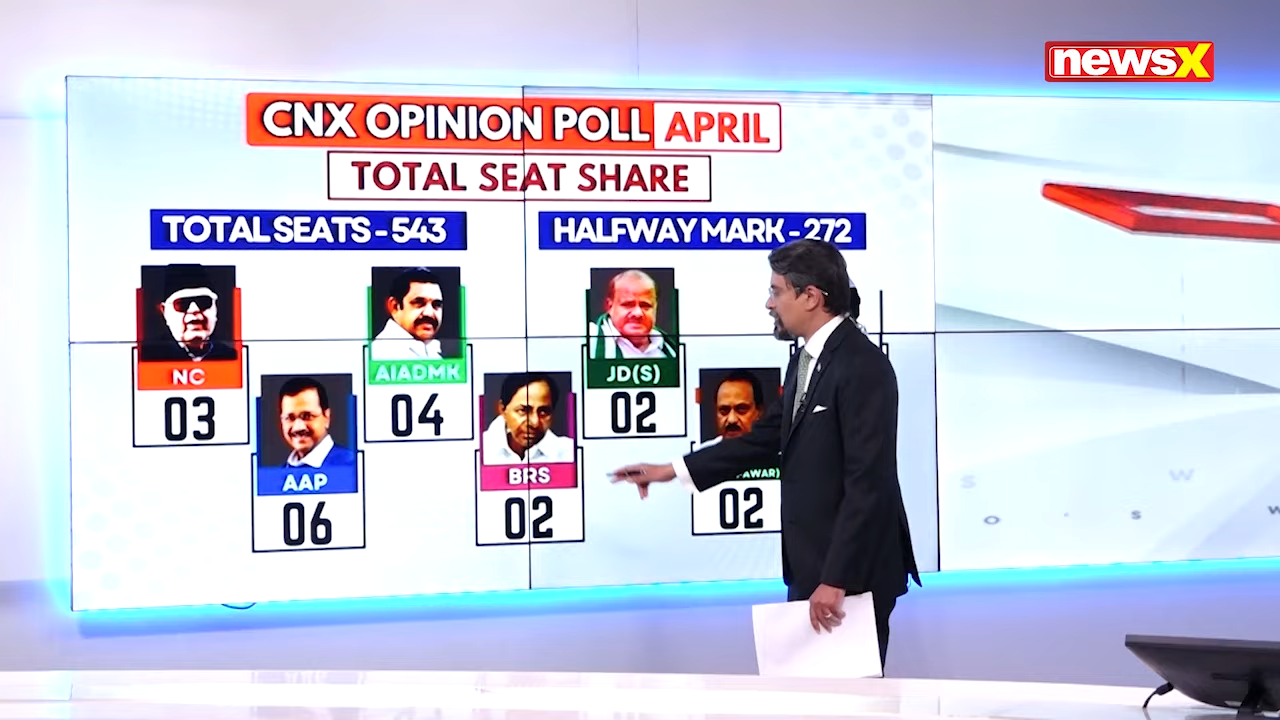 newsX
CNX OPINION POLL APRIL
TOTAL SEAT SHARE
TOTAL SEATS - 543
HALFWAY MARK - 272
NC
03
AIADMK
04
JD(S)
02
AAP
06
BRS
02
PAWAR)
02